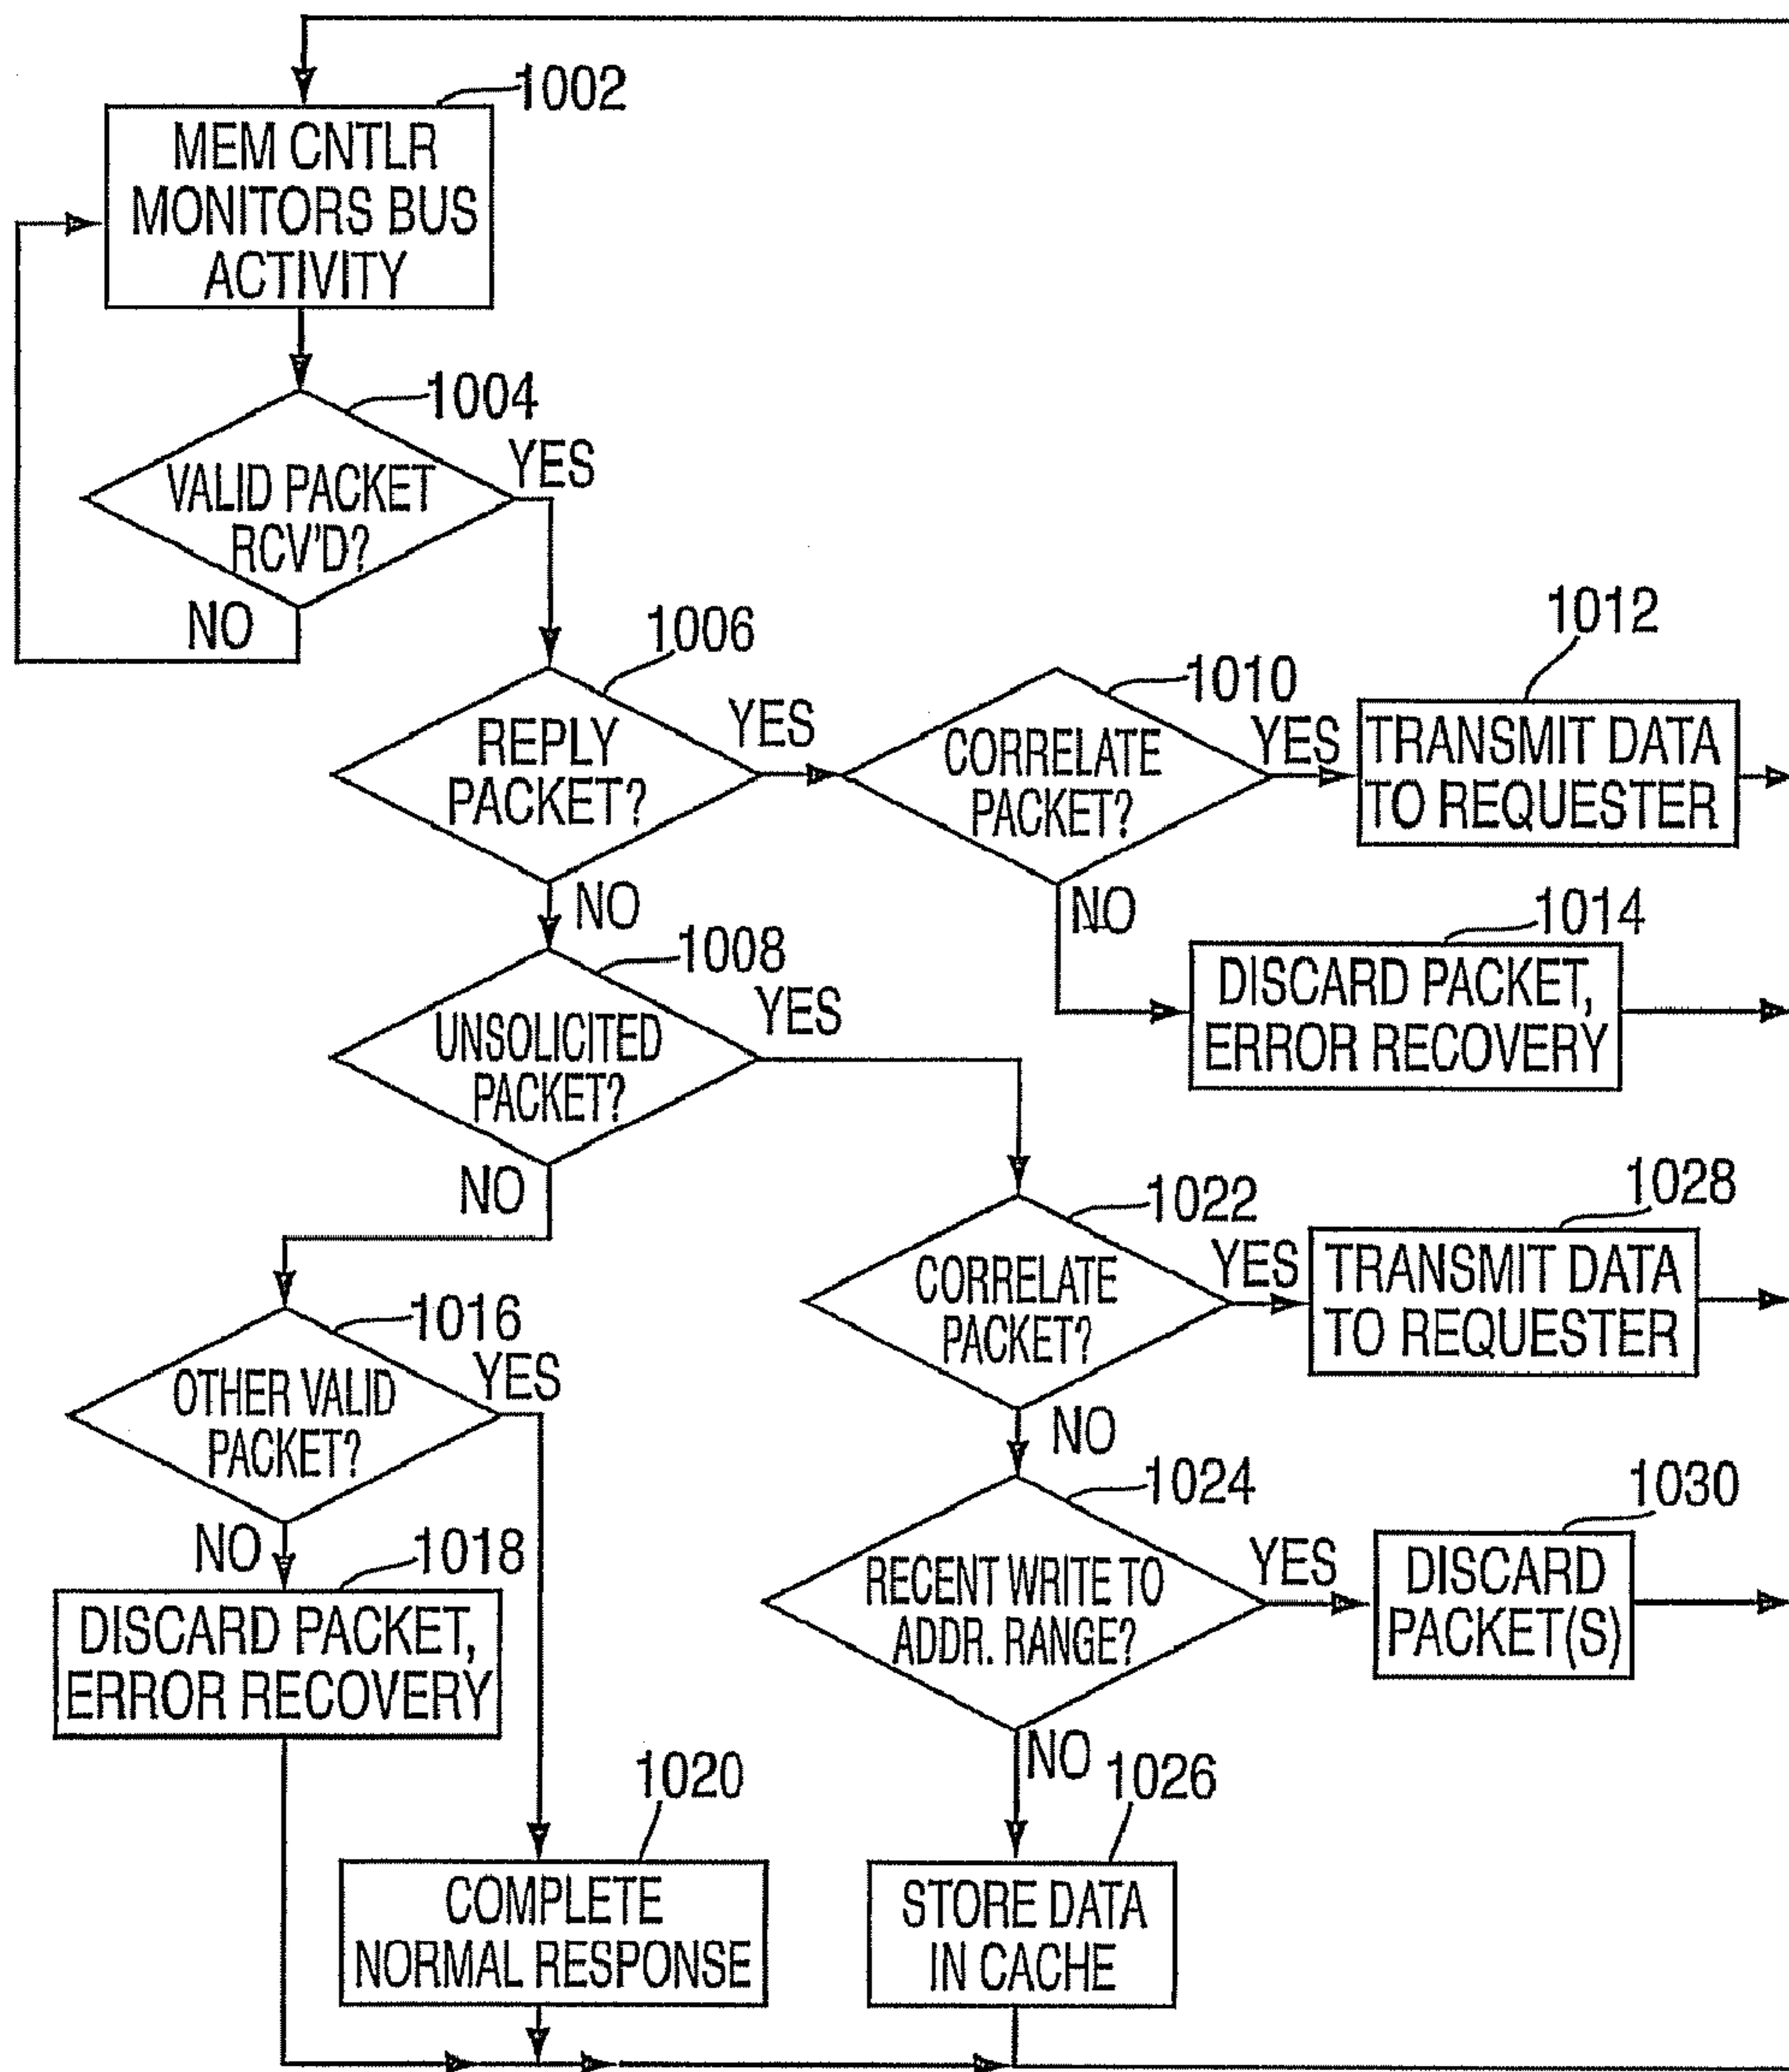 1002
MEM CNTLR
MONITORS BUS
ACTIVITY
1004
YES
VALID PACKET
RCV'D?
NO
1006
REPLY
PACKET?
YES
NO
1010
CORRELATE
PACKET?
YES
NO
1012
TRANSMIT DATA
TO REQUESTER
1014
DISCARD PACKET,
ERROR RECOVERY
1008
UNSOLICITED
PACKET?
YES
NO
1022
CORRELATE
PACKET?
YES
NO
1028
TRANSMIT DATA
TO REQUESTER
1016
OTHER VALID
PACKET?
YES
NO
1024
RECENT WRITE TO
ADDR. RANGE?
YES
NO
1030
DISCARD
PACKET(S)
1018
DISCARD PACKET,
ERROR RECOVERY
1020
COMPLETE
NORMAL RESPONSE
1026
STORE DATA
IN CACHE